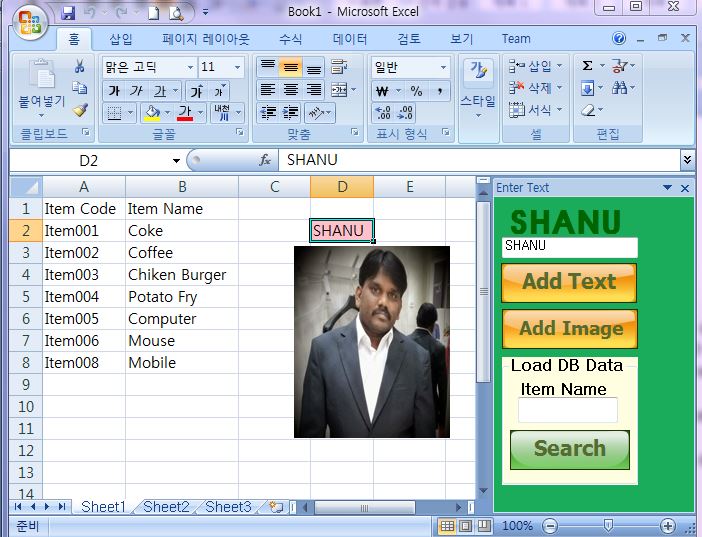 Book1 - Microsoft Excel
홈 삽입 페이지 레이아웃 수식 데이터 검토 보기 Team
붙여넣기
클립보드
맑은 고딕 11
가 가 가 가 가
가 내천
글꼴
맞춤
일반
₩ % ,
표시 형식
스타일
삽입
삭제
서식
셀
Σ
편집
D2 fx SHANU
A B C D E
1 Item Code Item Name
2 Item001 Coke SHANU
3 Item002 Coffee
4 Item003 Chiken Burger
5 Item004 Potato Fry
6 Item005 Computer
7 Item006 Mouse
8 Item008 Mobile
9
10
11
12
13
14
Enter Text
SHANU
SHANU
Add Text
Add Image
Load DB Data
Item Name
Search
Sheet1 Sheet2 Sheet3
준비 100%